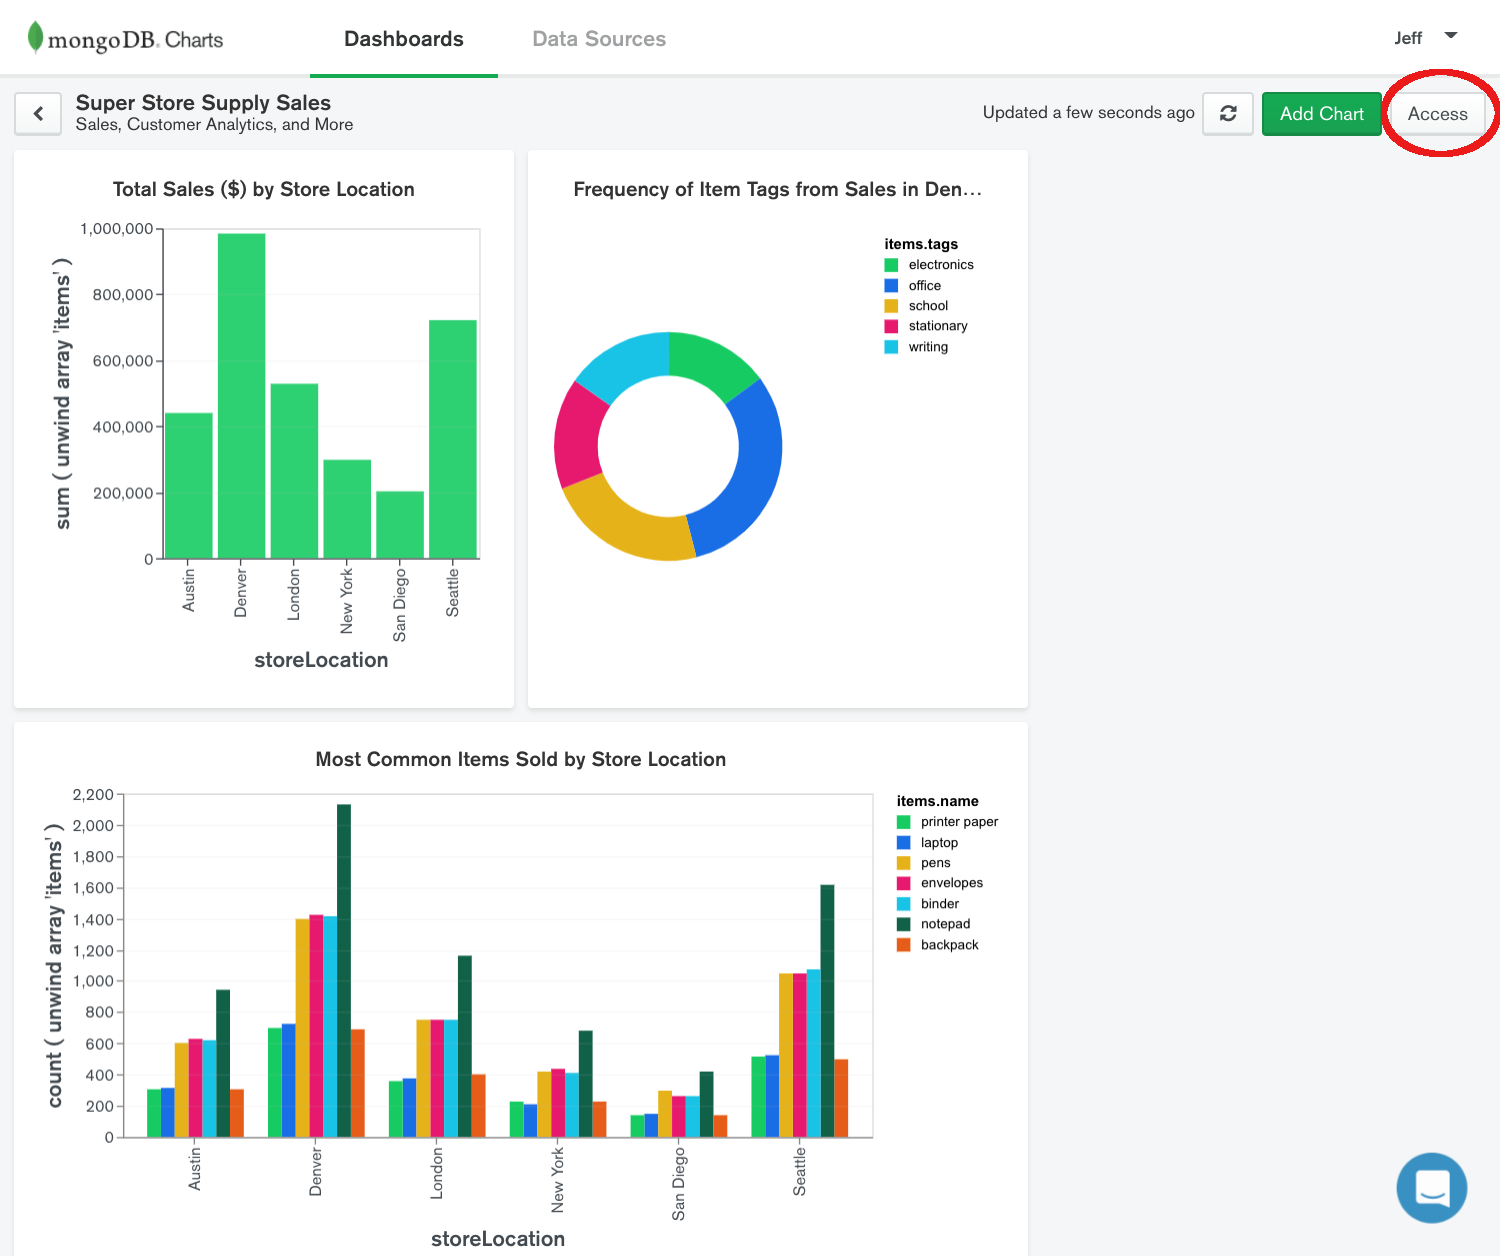 mongoDB. Charts
Dashboards
Data Sources
Jeff
Super Store Supply Sales
Sales, Customer Analytics, and More
Updated a few seconds ago
Add Chart
Access
Total Sales ($) by Store Location
sum ( unwind array 'items' )
1,000,000
800,000
600,000
400,000
200,000
0
Austin
Denver
London
New York
San Diego
Seattle
storeLocation
Frequency of Item Tags from Sales in Den...
items.tags
electronics
office
school
stationary
writing
Most Common Items Sold by Store Location
count ( unwind array 'items' )
2,200
2,000
1,800
1,600
1,400
1,200
1,000
800
600
400
200
0
Austin
Denver
London
New York
San Diego
Seattle
storeLocation
items.name
printer paper
laptop
pens
envelopes
binder
notepad
backpack